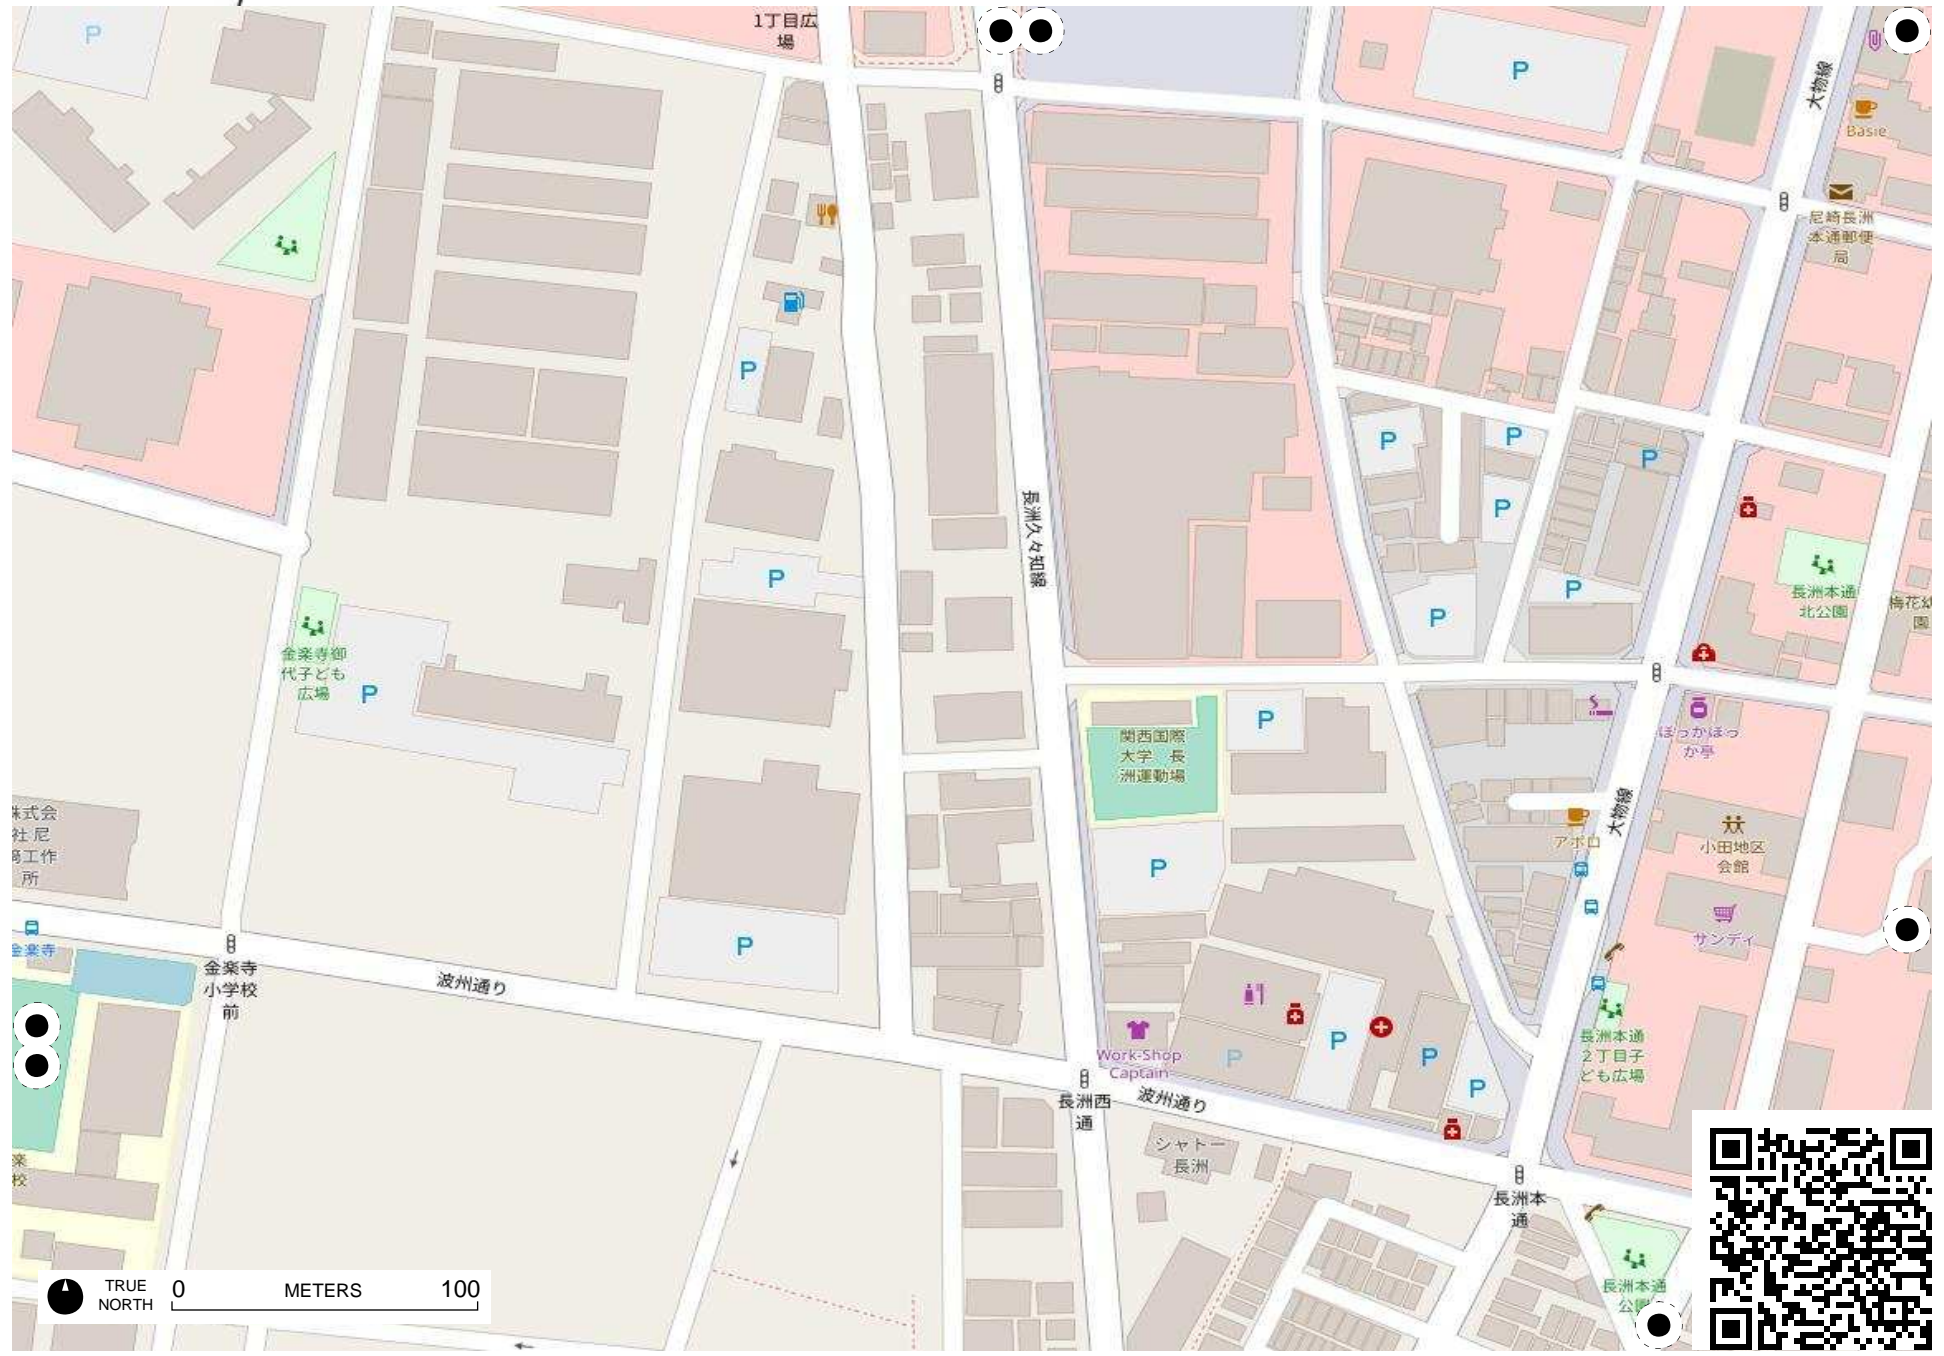 1丁目広
場
P
P
大物線
Basie
尼崎長洲
本通郵便
局
P
P
P
P
P
長洲久々知線
P
P
P
長洲本通
北公園
梅花幼
園
金楽寺御
代子ども
広場
P
P
関西国際
大学 長
洲運動場
ほっかほっ
か亭
大物線
アポロ
小田地区
会館
サンディ
株式会
社 尼
崎工作
所
P
P
金楽寺
金楽寺
小学校
前
波州通り
Work-Shop
Captain
P
P
P
P
長洲本通
2丁目子
ども広場
長洲西
通
波州通り
シャトー
長洲
長洲本
通
楽
校
長洲本通
公園
TRUE
NORTH
0 METERS 100